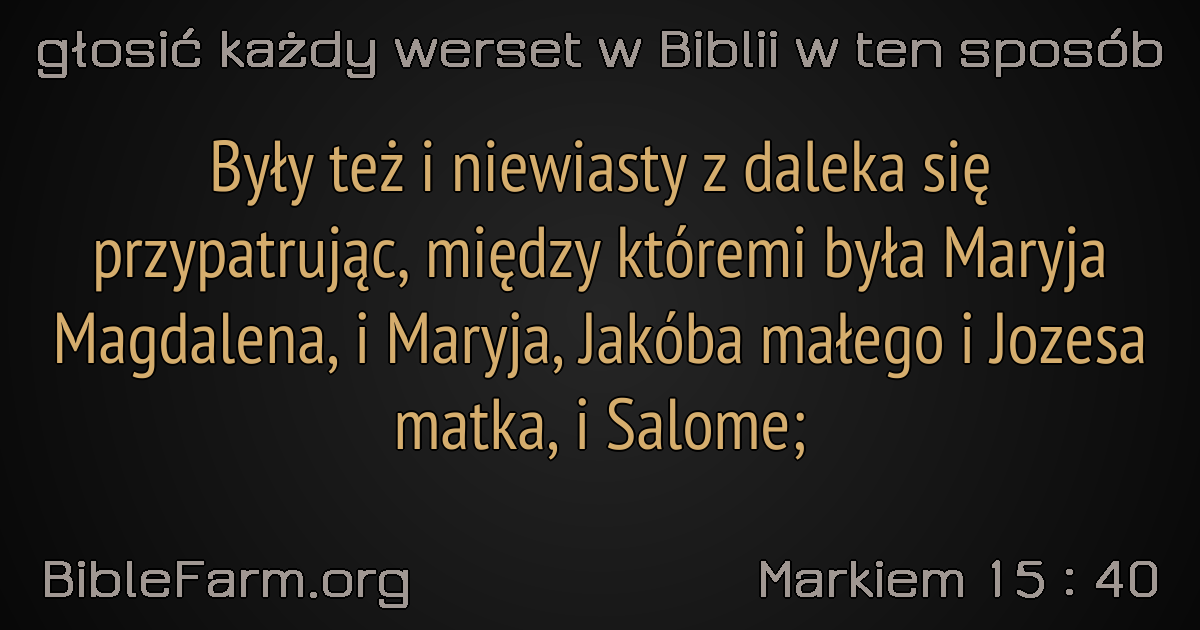 głosić każdy werset w Biblii w ten sposób
Były też i niewiasty z daleka się
przypatrując, między któremi była Maryja
Magdalena, i Maryja, Jakóba małego i Jozesa
matka, i Salome;
BibleFarm.org
Markiem 15 : 40